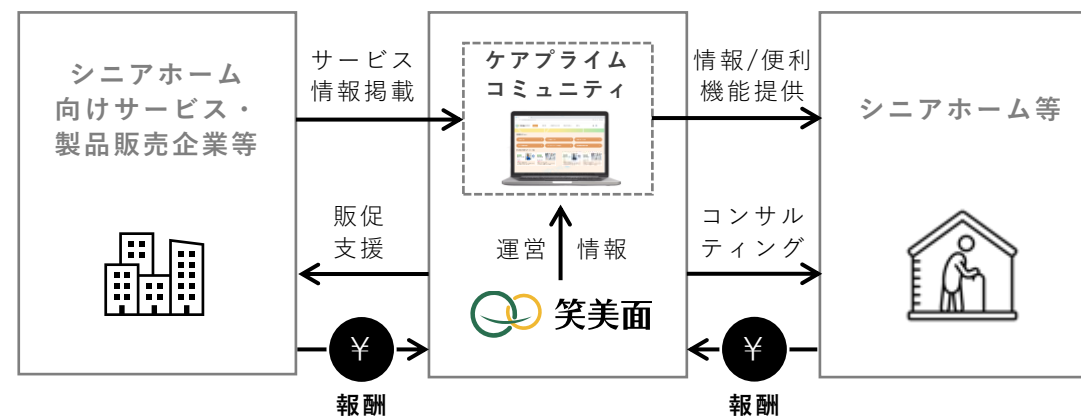 シニアホーム
向けサービス・
製品販売企業等
サービス
情報掲載
販促
支援
¥
報酬
ケアプライム
コミュニティ
運営
情報
笑美面
情報/便利
機能提供
コンサル
ティング
¥
報酬
シニアホーム等